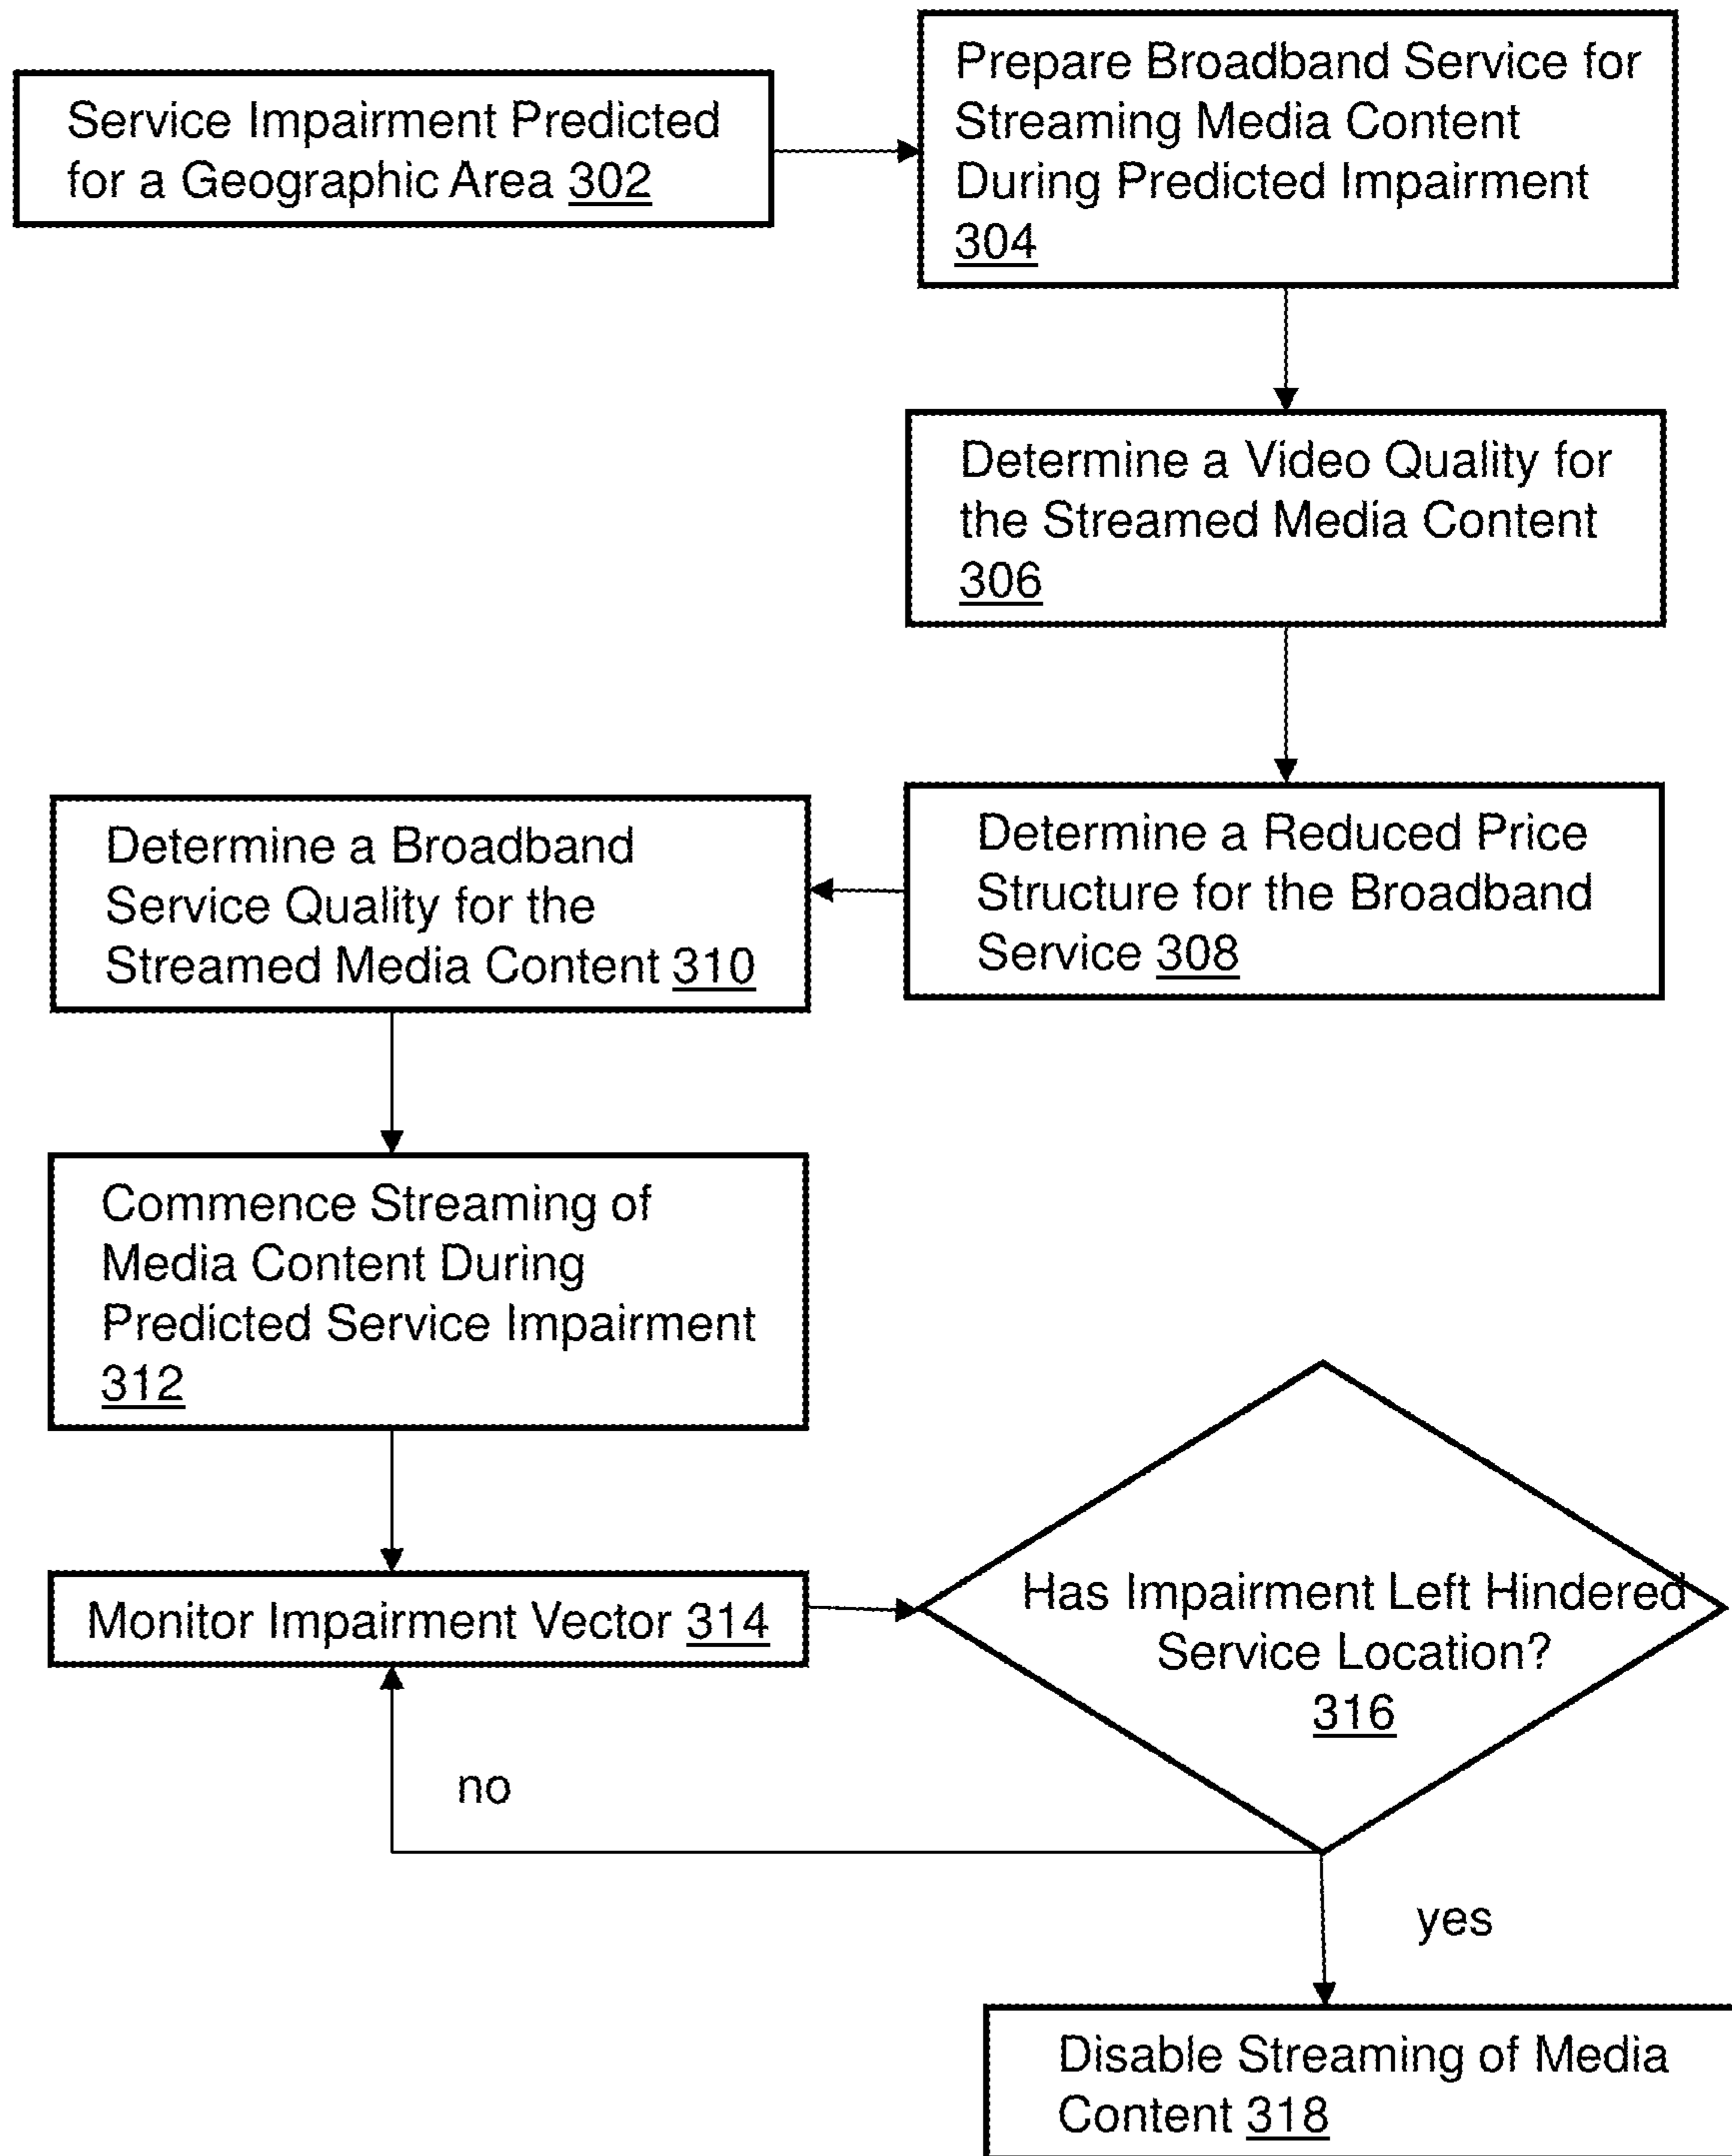 Service Impairment Predicted
for a Geographic Area 302
Prepare Broadband Service for
Streaming Media Content
During Predicted Impairment
304
Determine a Video Quality for
the Streamed Media Content
306
Determine a Reduced Price
Structure for the Broadband
Service 308
Determine a Broadband
Service Quality for the
Streamed Media Content 310
Commence Streaming of
Media Content During
Predicted Service Impairment
312
Monitor Impairment Vector 314
Has Impairment Left Hindered
Service Location?
316
no
yes
Disable Streaming of Media
Content 318